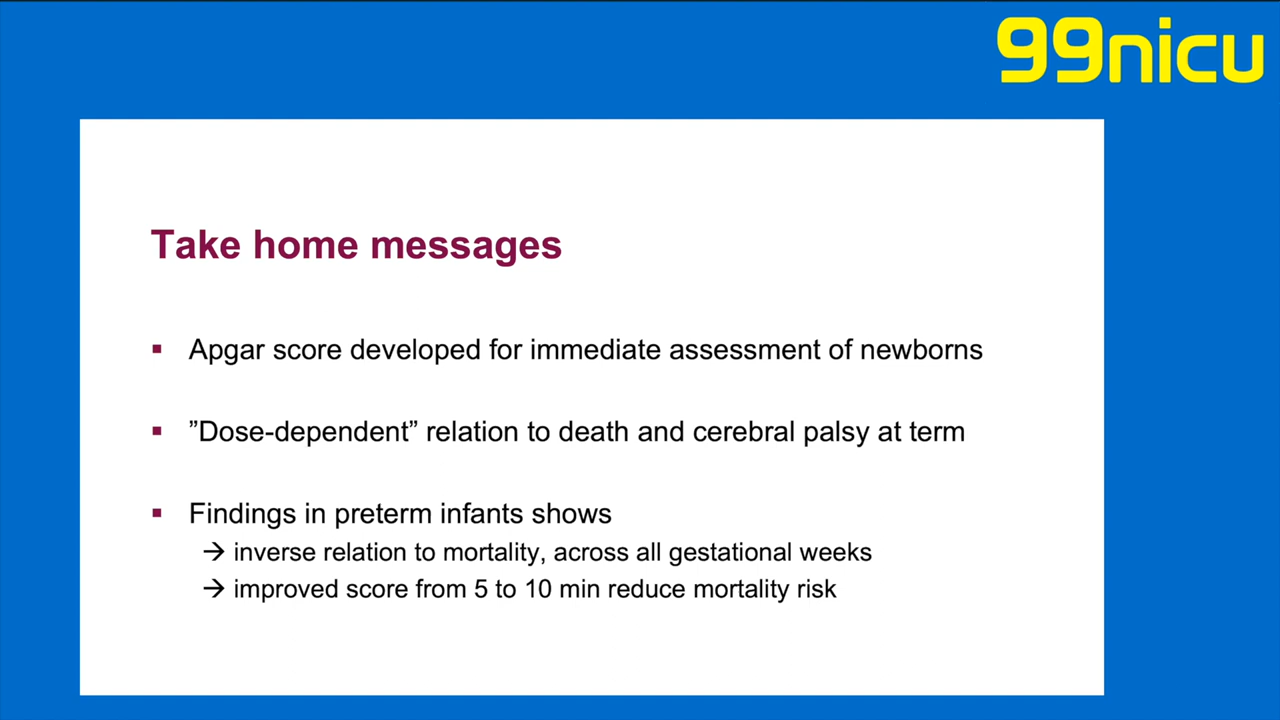 99nicu
Take home messages
▪ Apgar score developed for immediate assessment of newborns
▪ ”Dose-dependent” relation to death and cerebral palsy at term
▪ Findings in preterm infants shows
→ inverse relation to mortality, across all gestational weeks
→ improved score from 5 to 10 min reduce mortality risk